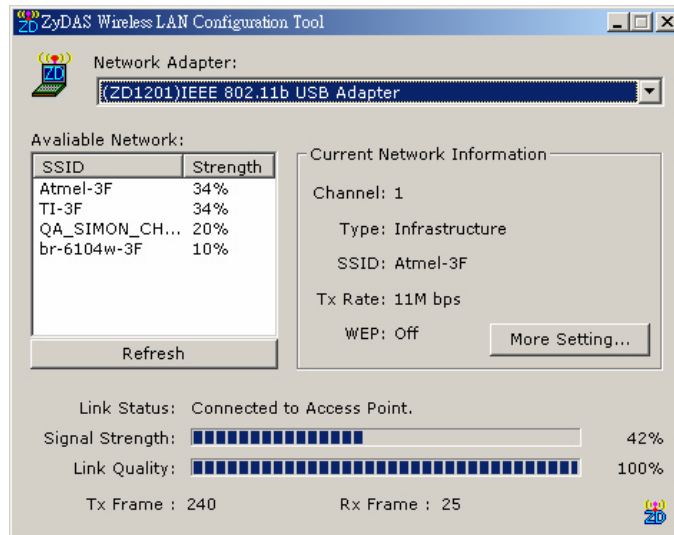 ZD ZyDAS Wireless LAN Configuration Tool
ZD
Network Adapter:
(ZD1201)IEEE 802.11b USB Adapter
Avaliable Network:
SSID Strength
Atmel-3F 34%
TI-3F 34%
QA_SIMON_CH... 20%
br-6104w-3F 10%
Refresh
Current Network Information
Channel: 1
Type: Infrastructure
SSID: Atmel-3F
Tx Rate: 11M bps
WEP: Off
More Setting...
Link Status: Connected to Access Point.
Signal Strength: 42%
Link Quality: 100%
Tx Frame : 240 Rx Frame : 25
ZD